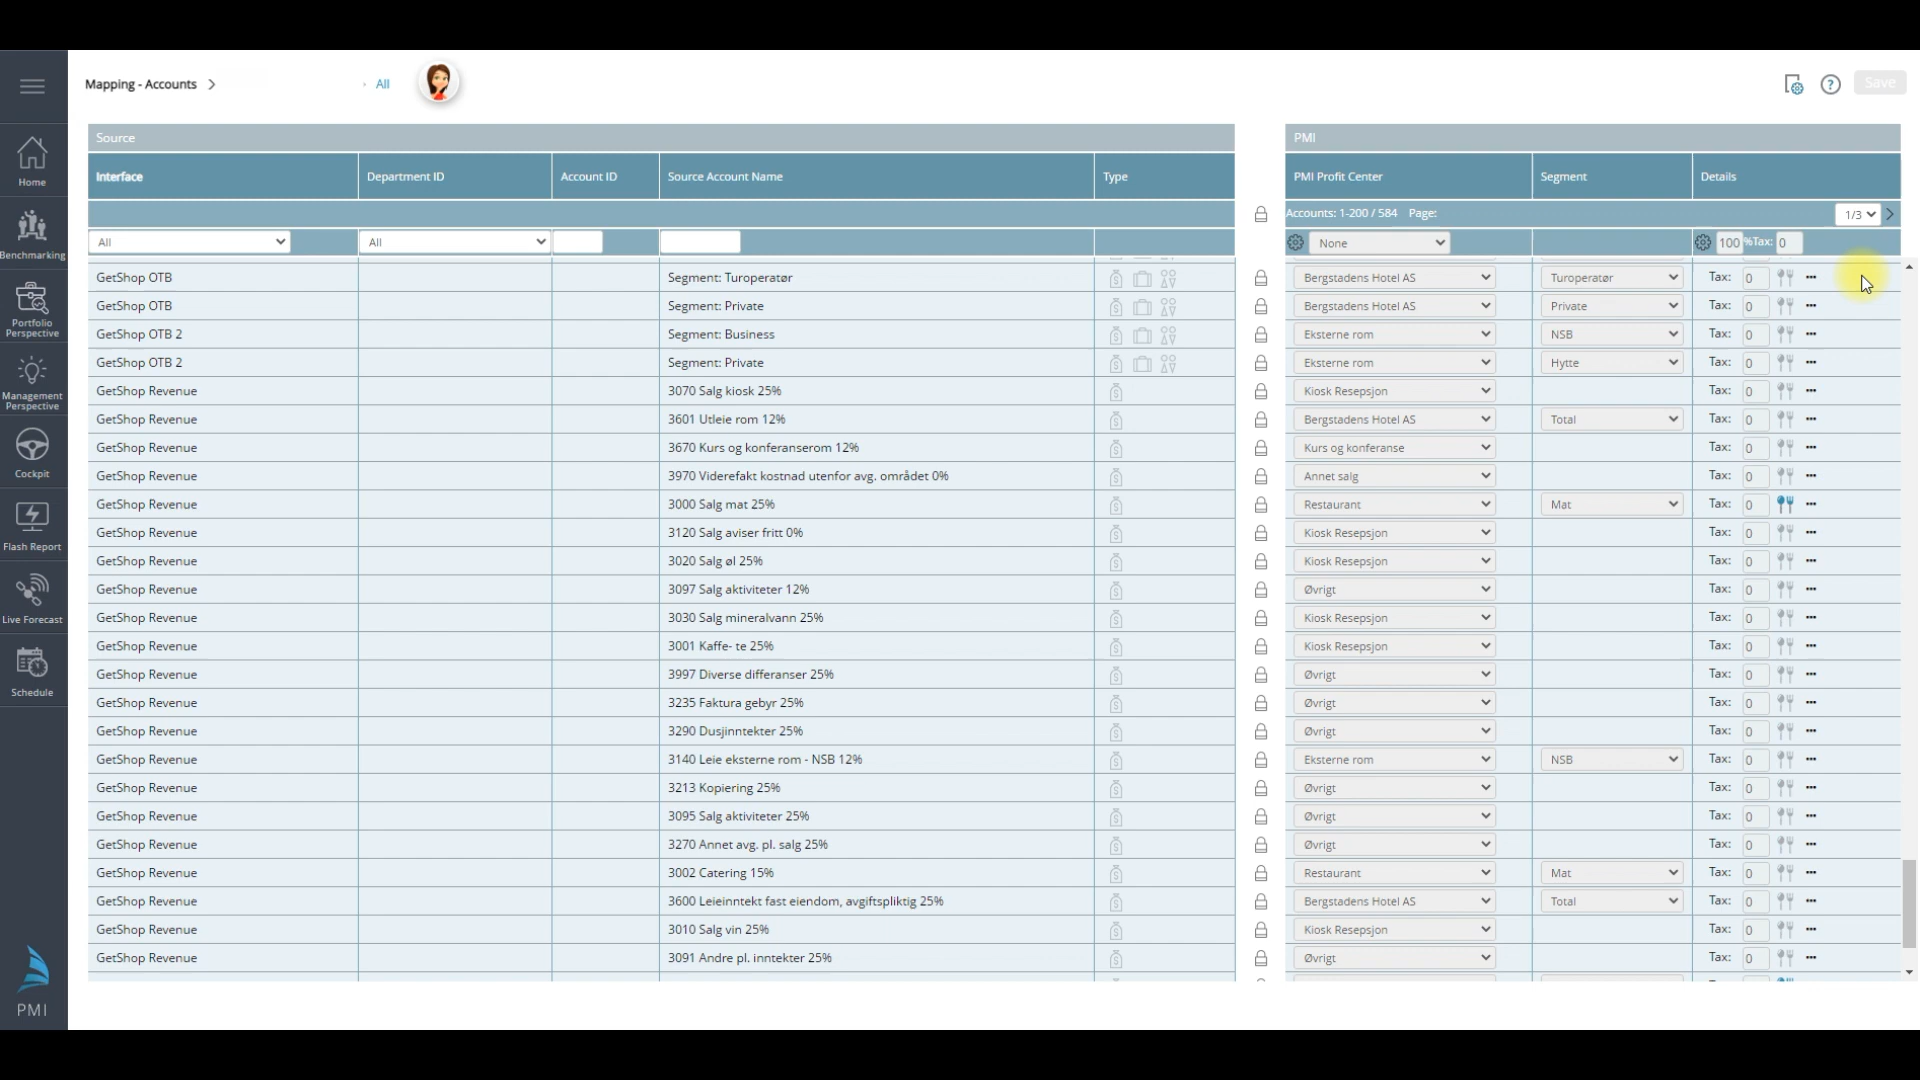 Mapping - Accounts > All
Save
Home
Benchmarking
Portfolio
Perspective
Management
Perspective
Cockpit
Flash Report
Live Forecast
Schedule
PMI
Source PMI
Interface Department ID Account ID Source Account Name Type PMI Profit Center Segment Details
Accounts: 1-200 / 584 Page: 1/3
All All None 100 %Tax: 0
GetShop OTB Segment: Turoperatør Bergstadens Hotel AS Turoperatør Tax: 0
GetShop OTB Segment: Private Bergstadens Hotel AS Private Tax: 0
GetShop OTB 2 Segment: Business Eksterne rom NSB Tax: 0
GetShop OTB 2 Segment: Private Eksterne rom Hytte Tax: 0
GetShop Revenue 3070 Salg kiosk 25% Kiosk Resepsjon Tax: 0
GetShop Revenue 3601 Utleie rom 12% Bergstadens Hotel AS Total Tax: 0
GetShop Revenue 3670 Kurs og konferanserom 12% Kurs og konferanse Tax: 0
GetShop Revenue 3970 Viderefakt kostnad utenfor avg. området 0% Annet salg Tax: 0
GetShop Revenue 3000 Salg mat 25% Restaurant Mat Tax: 0
GetShop Revenue 3120 Salg aviser fritt 0% Kiosk Resepsjon Tax: 0
GetShop Revenue 3020 Salg øl 25% Kiosk Resepsjon Tax: 0
GetShop Revenue 3097 Salg aktiviteter 12% Øvrigt Tax: 0
GetShop Revenue 3030 Salg mineralvann 25% Kiosk Resepsjon Tax: 0
GetShop Revenue 3001 Kaffe- te 25% Kiosk Resepsjon Tax: 0
GetShop Revenue 3997 Diverse differanser 25% Øvrigt Tax: 0
GetShop Revenue 3235 Faktura gebyr 25% Øvrigt Tax: 0
GetShop Revenue 3290 Dusjinntekter 25% Øvrigt Tax: 0
GetShop Revenue 3140 Leie eksterne rom - NSB 12% Eksterne rom NSB Tax: 0
GetShop Revenue 3213 Kopiering 25% Øvrigt Tax: 0
GetShop Revenue 3095 Salg aktiviteter 25% Øvrigt Tax: 0
GetShop Revenue 3270 Annet avg. pl. salg 25% Øvrigt Tax: 0
GetShop Revenue 3002 Catering 15% Restaurant Mat Tax: 0
GetShop Revenue 3600 Leieinntekt fast eiendom, avgiftspliktig 25% Bergstadens Hotel AS Total Tax: 0
GetShop Revenue 3010 Salg vin 25% Kiosk Resepsjon Tax: 0
GetShop Revenue 3091 Andre pl. inntekter 25% Øvrigt Tax: 0